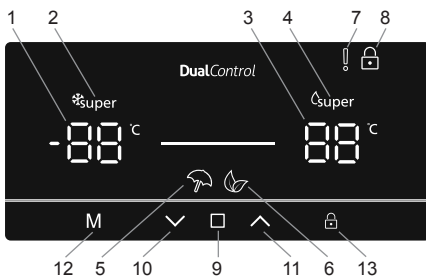 1 2 3 4 7 8
DualControl
super super
-88 °C 88 °C
M
12 5 10 9 11 6 13